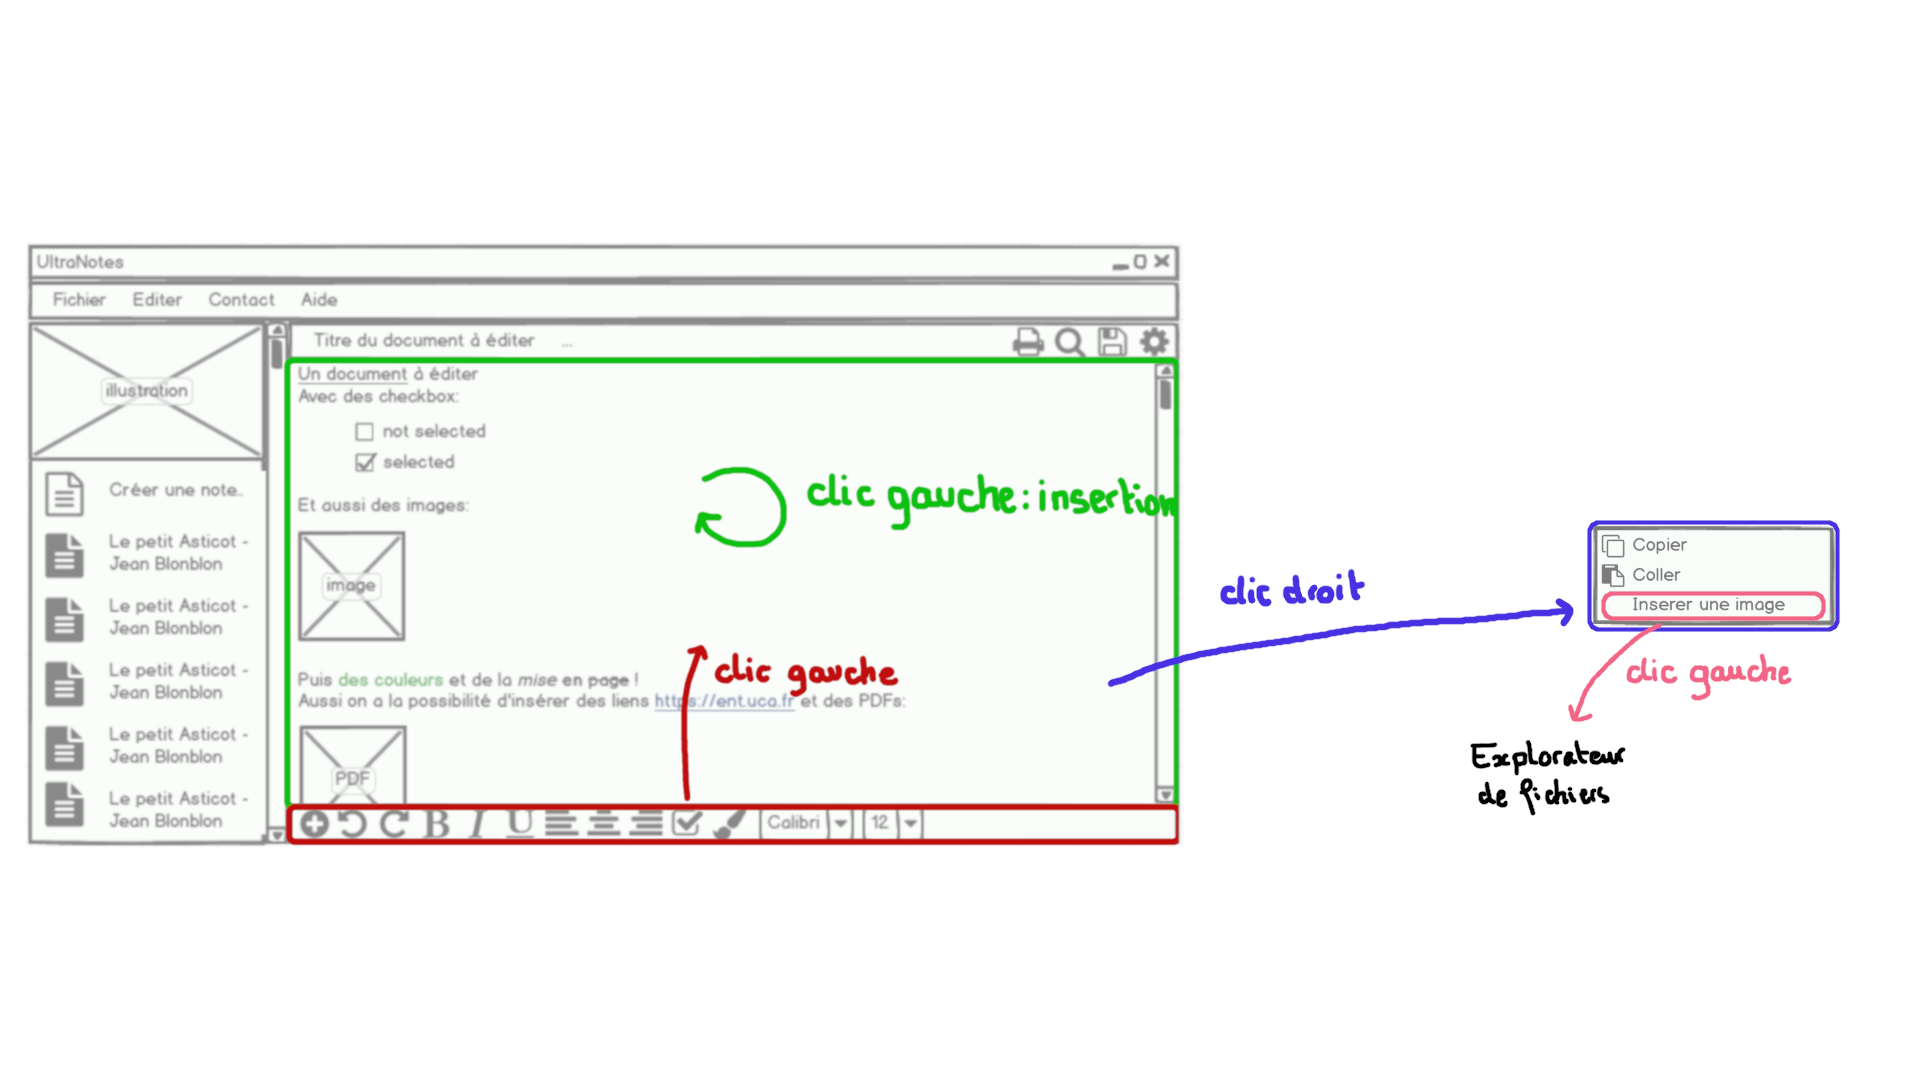 UltraNotes
Fichier Editer Contact Aide
illustration
Créer une note..
Le petit Asticot -
Jean Blonblon
Le petit Asticot -
Jean Blonblon
Le petit Asticot -
Jean Blonblon
Le petit Asticot -
Jean Blonblon
Le petit Asticot -
Jean Blonblon
Titre du document à éditer ...
Un document à éditer
Avec des checkbox:
not selected
selected
Et aussi des images:
image
Puis des couleurs et de la mise en page !
Aussi on a la possibilité d'insérer des liens https://ent.uca.fr et des PDFs:
PDF
B I U Calibri 12
clic gauche: insertion
clic gauche
clic droit
Copier
Coller
Inserer une image
clic gauche
Explorateur
de fichiers